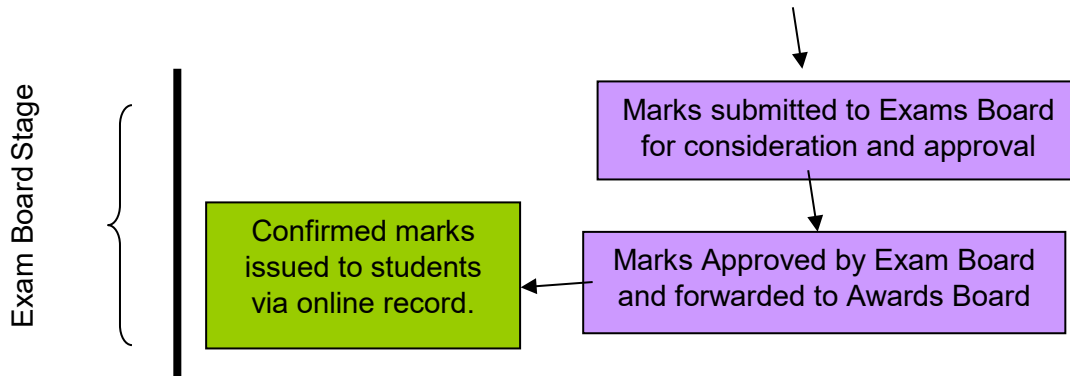 Exam Board Stage
Marks submitted to Exams Board
for consideration and approval
Confirmed marks
issued to students
via online record.
Marks Approved by Exam Board
and forwarded to Awards Board